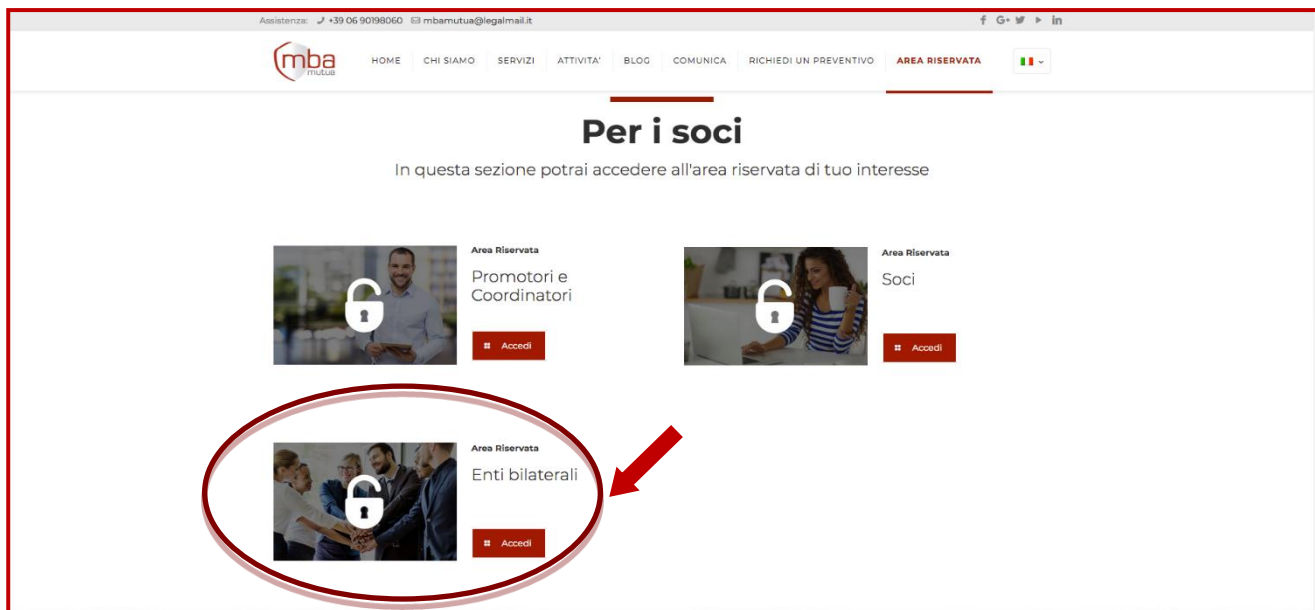 Assistenza: +39 06 90198060 mbamutua@legalmail.it
mba
mutua
HOME CHI SIAMO SERVIZI ATTIVITA' BLOG COMUNICA RICHIEDI UN PREVENTIVO AREA RISERVATA
Per i soci
In questa sezione potrai accedere all'area riservata di tuo interesse
Area Riservata
Promotori e
Coordinatori
Accedi
Area Riservata
Soci
Accedi
Area Riservata
Enti bilaterali
Accedi